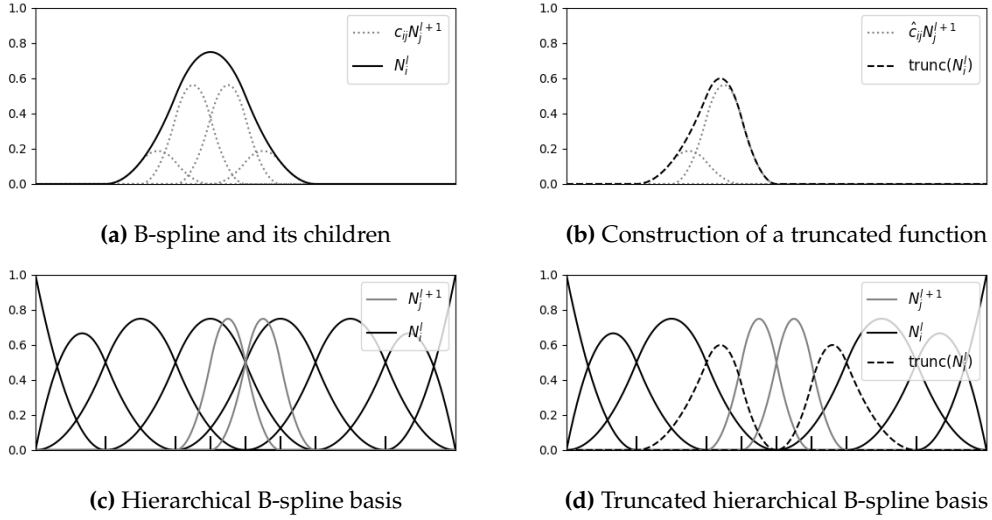 1.0
0.8
0.6
0.4
0.2
0.0
c_{ij}N_j^{l+1}
N_i^l
(a) B-spline and its children
1.0
0.8
0.6
0.4
0.2
0.0
ĉ_{ij}N_j^{l+1}
trunc(N_i^l)
(b) Construction of a truncated function
1.0
0.8
0.6
0.4
0.2
0.0
N_j^{l+1}
N_i^l
(c) Hierarchical B-spline basis
1.0
0.8
0.6
0.4
0.2
0.0
N_j^{l+1}
N_i^l
trunc(N_i^l)
(d) Truncated hierarchical B-spline basis